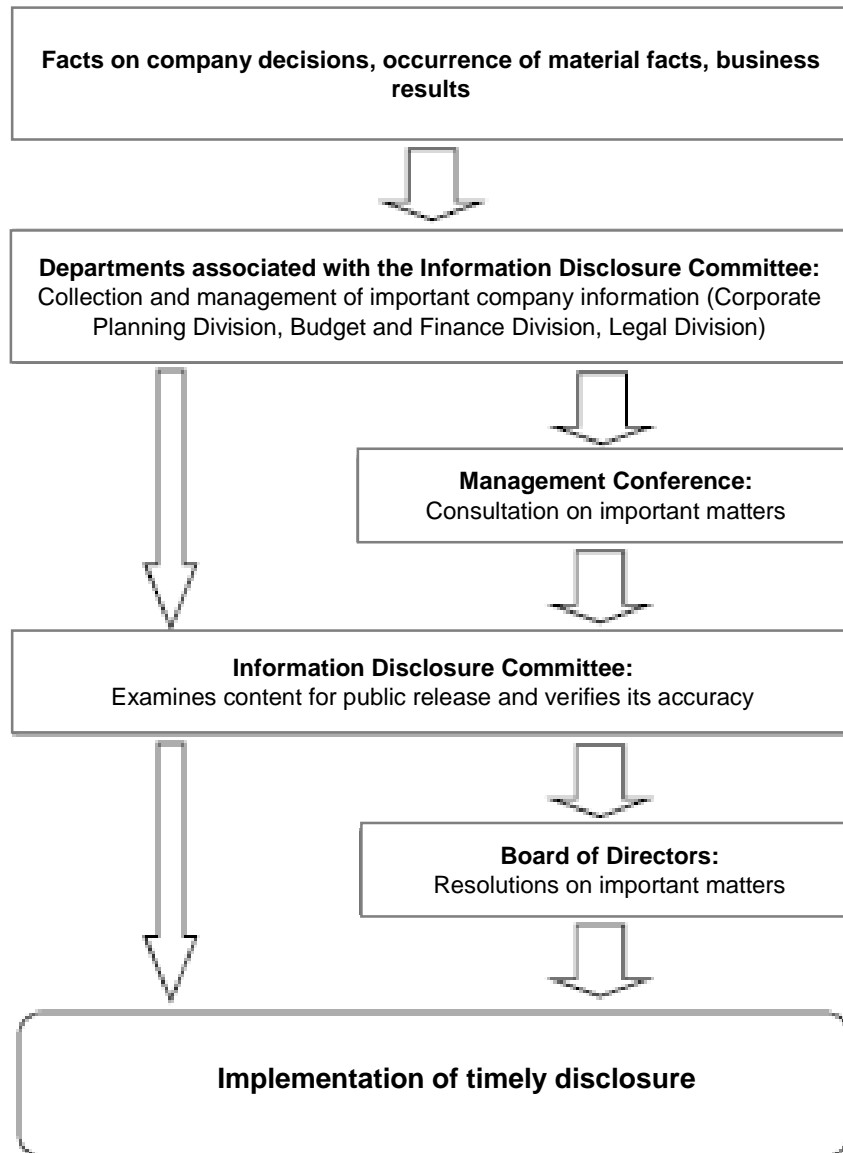 Facts on company decisions, occurrence of material facts, business
results
Departments associated with the Information Disclosure Committee:
Collection and management of important company information (Corporate
Planning Division, Budget and Finance Division, Legal Division)
Management Conference:
Consultation on important matters
Information Disclosure Committee:
Examines content for public release and verifies its accuracy
Board of Directors:
Resolutions on important matters
Implementation of timely disclosure